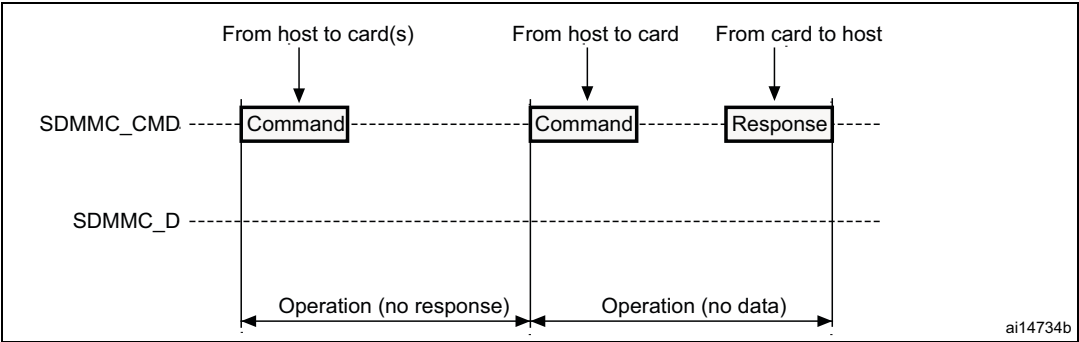 From host to card(s) From host to card From card to host
SDMMC_CMD Command Command Response
SDMMC_D
Operation (no response) Operation (no data)
ai14734b